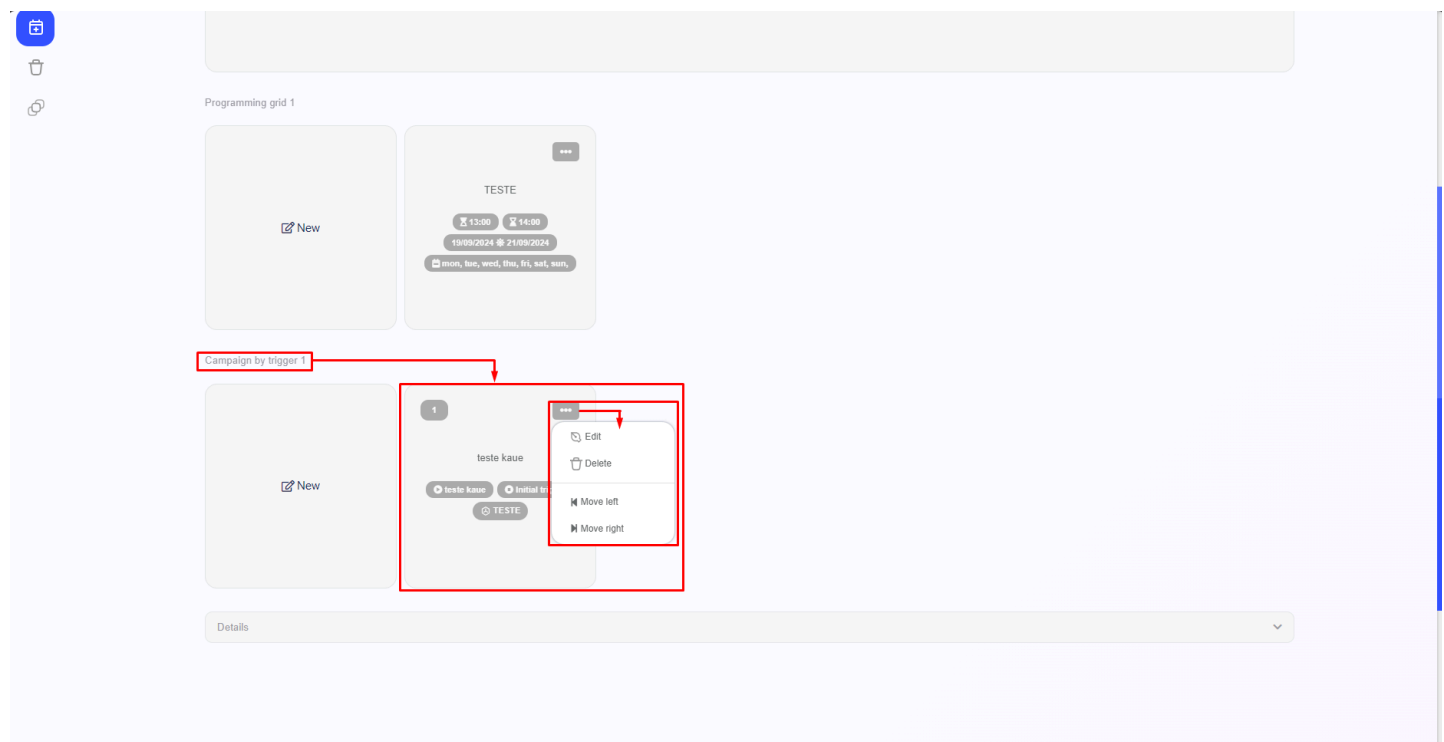 Programming grid 1
New
TESTE
13:00 14:00
19/09/2024 21/09/2024
mon, tue, wed, thu, fri, sat, sun,
Campaign by trigger 1
New
1
teste kaue
teste kaue Initial
TESTE
Edit
Delete
Move left
Move right
Details